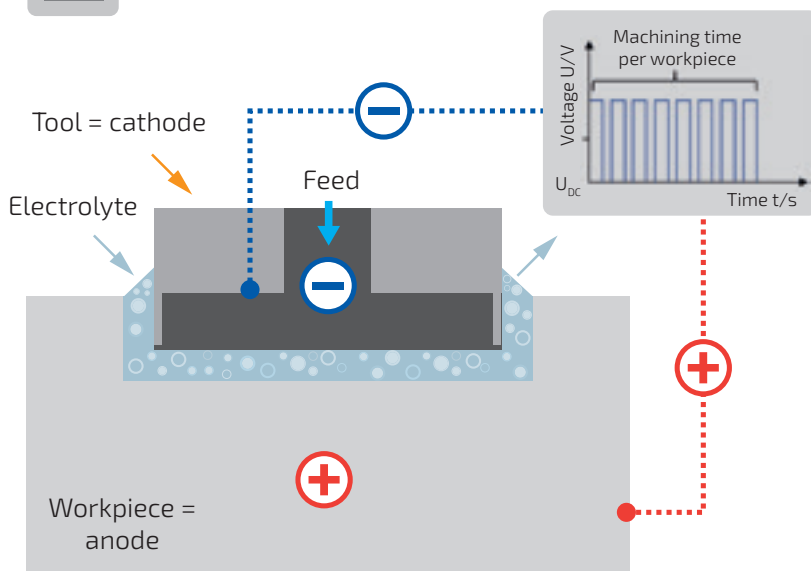 Machining time
per workpiece
Voltage U/V
U_DC
Time t/s
Tool = cathode
Feed
Electrolyte
Workpiece =
anode